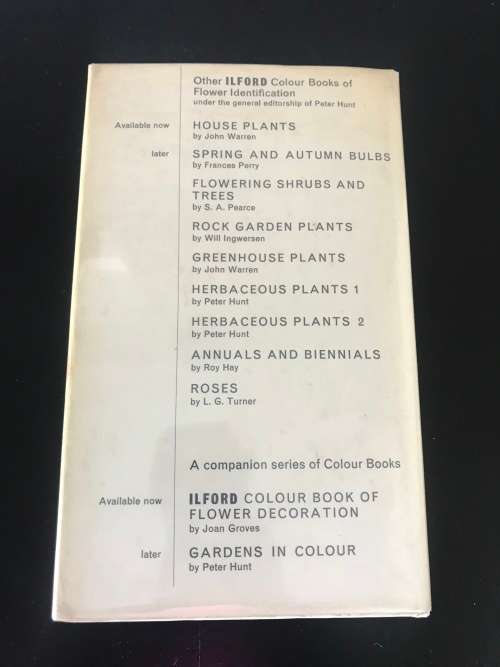 Other ILFORD Colour Books of
Flower Identification
under the general editorship of Peter Hunt
Available now HOUSE PLANTS
by John Warren
later SPRING AND AUTUMN BULBS
by Frances Perry
FLOWERING SHRUBS AND
TREES
by S. A. Pearce
ROCK GARDEN PLANTS
by Will Ingwersen
GREENHOUSE PLANTS
by John Warren
HERBACEOUS PLANTS 1
by Peter Hunt
HERBACEOUS PLANTS 2
by Peter Hunt
ANNUALS AND BIENNIALS
by Roy Hay
ROSES
by L. G. Turner
A companion series of Colour Books
Available now ILFORD COLOUR BOOK OF
FLOWER DECORATION
by Joan Groves
later GARDENS IN COLOUR
by Peter Hunt